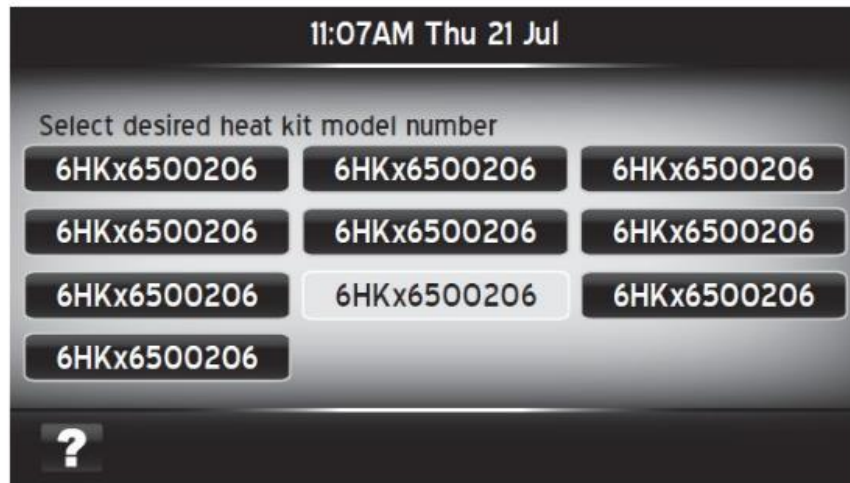 11:07AM Thu 21 Jul
Select desired heat kit model number
6HKx6500206 6HKx6500206 6HKx6500206
6HKx6500206 6HKx6500206 6HKx6500206
6HKx6500206 6HKx6500206 6HKx6500206
6HKx6500206
?